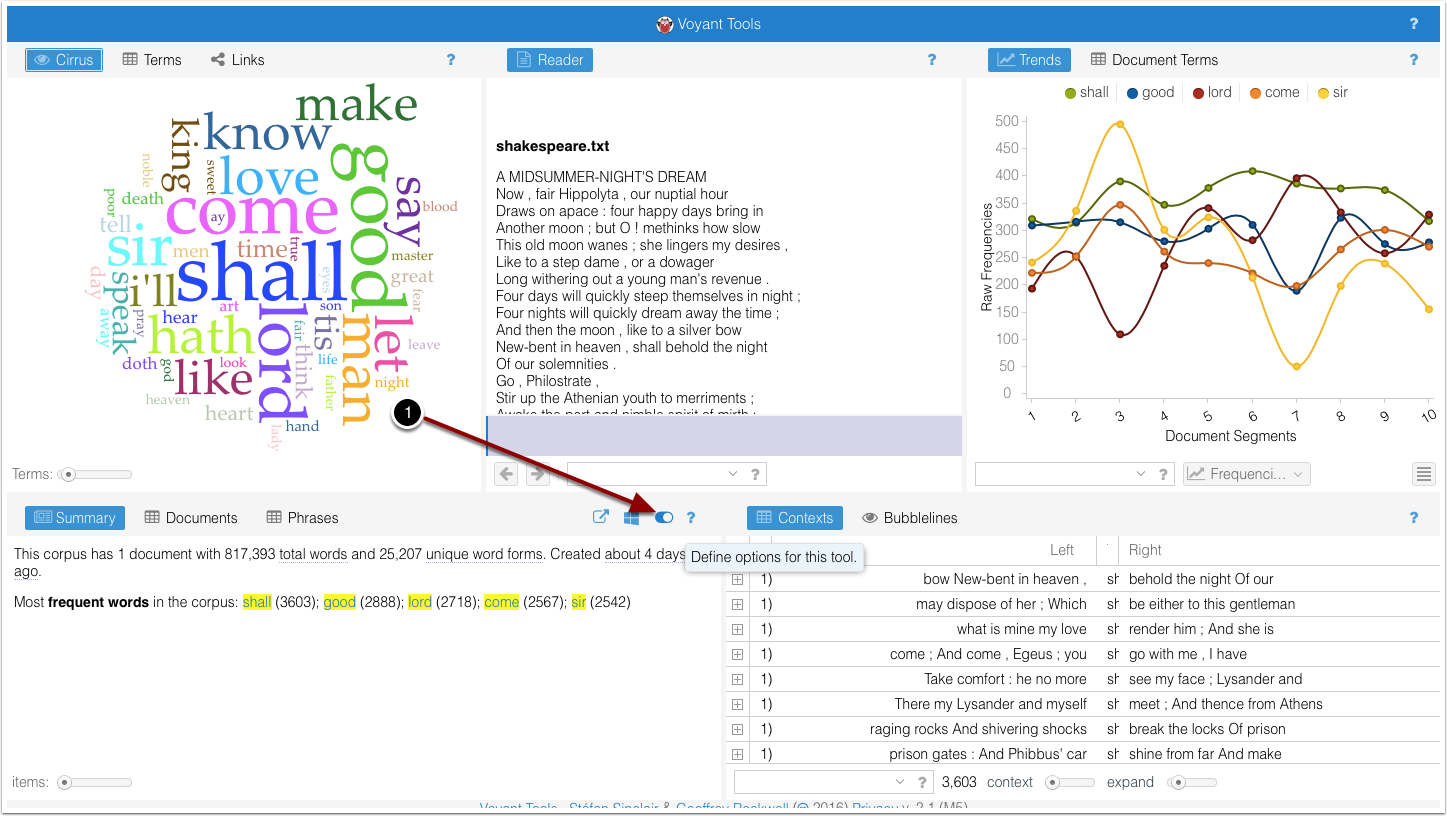 Voyant Tools
?
Cirrus Terms Links ?
make
know
king
good
noble
sweet
love
say
poor
death
come
ay
blood
tell
sir
men
time
true
master
day
speak
i'll
shall
eyes
great
fear
away
pray
hear
art
son
hath
lord
fair
tis
man
let
leave
doth
god
look
like
think
life
night
father
heaven
heart
lady
hand
1
Terms:
Reader ?
shakespeare.txt
A MIDSUMMER-NIGHT'S DREAM
Now , fair Hippolyta , our nuptial hour
Draws on apace : four happy days bring in
Another moon ; but O ! methinks how slow
This old moon wanes ; she lingers my desires ,
Like to a step dame , or a dowager
Long withering out a young man's revenue .
Four days will quickly steep themselves in night ;
Four nights will quickly dream away the time ;
And then the moon , like to a silver bow
New-bent in heaven , shall behold the night
Of our solemnities .
Go , Philostrate ,
Stir up the Athenian youth to merriments ;
Awake the pert and nimble spirit of mirth ;
?
Trends Document Terms ?
shall good lord come sir
500
450
400
350
300
250
200
150
100
50
0
Raw Frequencies
1 2 3 4 5 6 7 8 9 10
Document Segments
? Frequenci...
Summary Documents Phrases ?
Define options for this tool.
This corpus has 1 document with 817,393 total words and 25,207 unique word forms. Created about 4 days
ago.
Most frequent words in the corpus: shall (3603); good (2888); lord (2718); come (2567); sir (2542)
items:
Contexts Bubblelines ?
Left Right
1) bow New-bent in heaven , sh behold the night Of our
1) may dispose of her ; Which sh be either to this gentleman
1) what is mine my love sh render him ; And she is
1) come ; And come , Egeus ; you sh go with me , I have
1) Take comfort : he no more sh see my face ; Lysander and
1) There my Lysander and myself sh meet ; And thence from Athens
1) raging rocks And shivering shocks sh break the locks Of prison
1) prison gates : And Phibbus' car sh shine from far And make
? 3,603 context expand
Voyant Tools , Stéfan Sinclair & Geoffrey Rockwell (© 2016) Privacy v. 2.1 (M5)